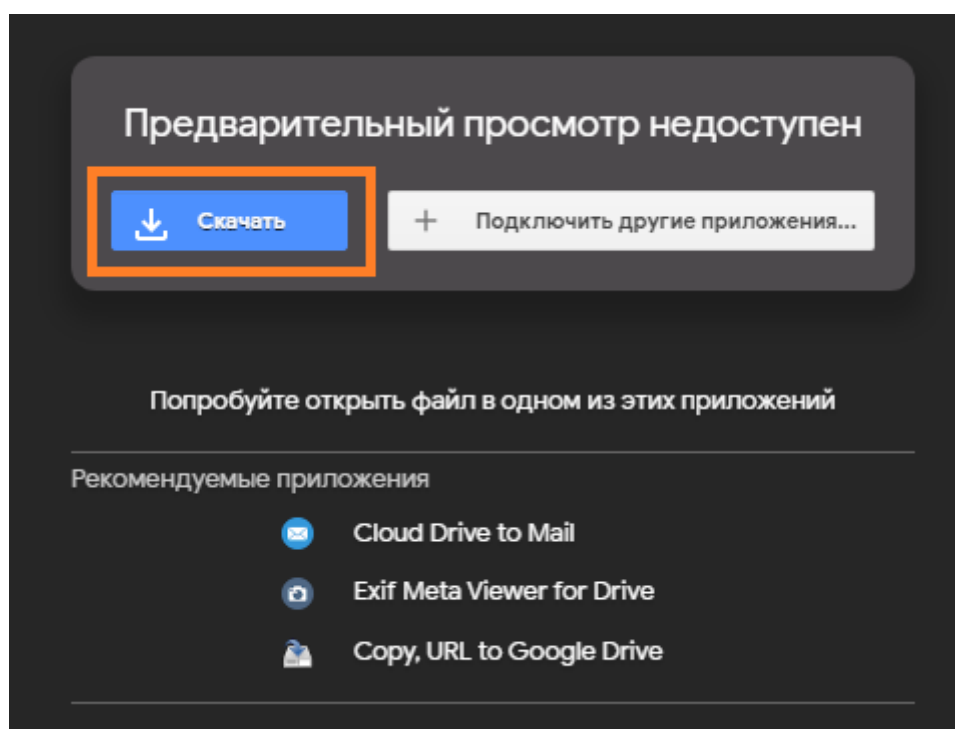 Предварительный просмотр недоступен
Скачать
+ Подключить другие приложения...
Попробуйте открыть файл в одном из этих приложений
Рекомендуемые приложения
Cloud Drive to Mail
Exif Meta Viewer for Drive
Copy, URL to Google Drive